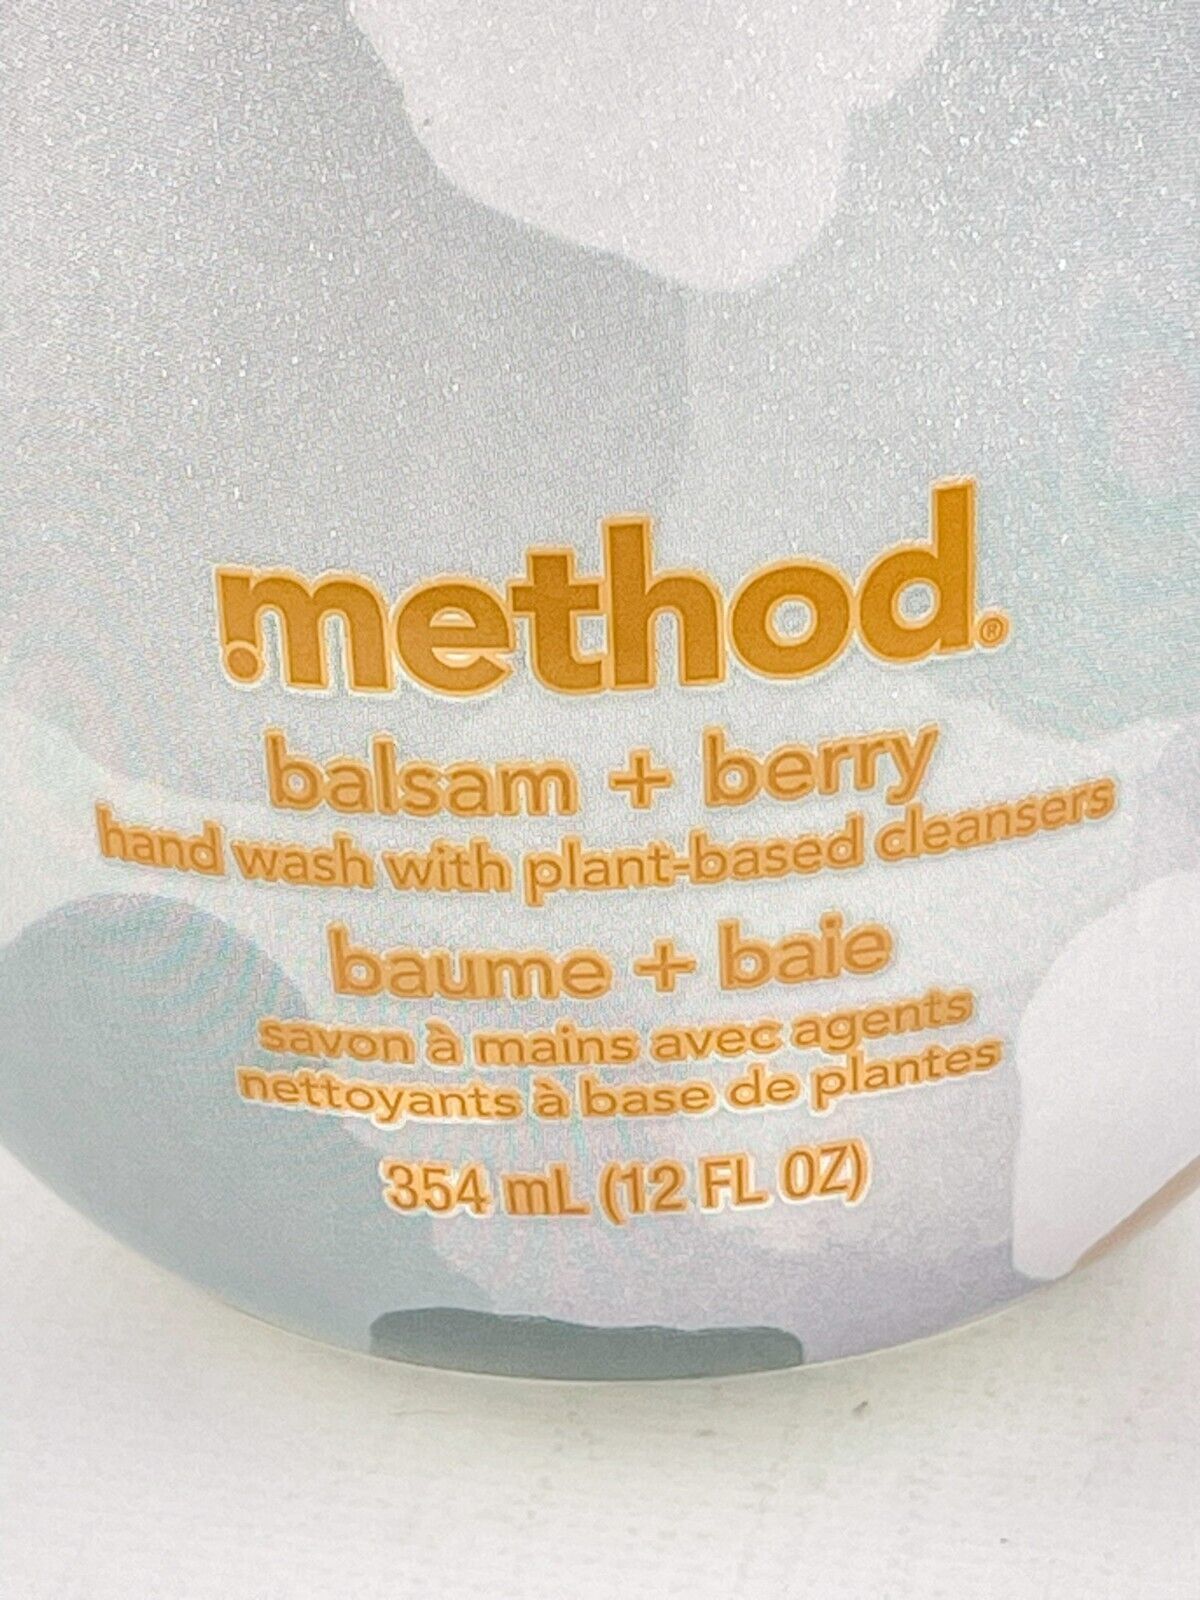 method.®
balsam + berry
hand wash with plant-based cleansers
baume + baie
savon à mains avec agents
nettoyants à base de plantes
354 mL (12 FL OZ)